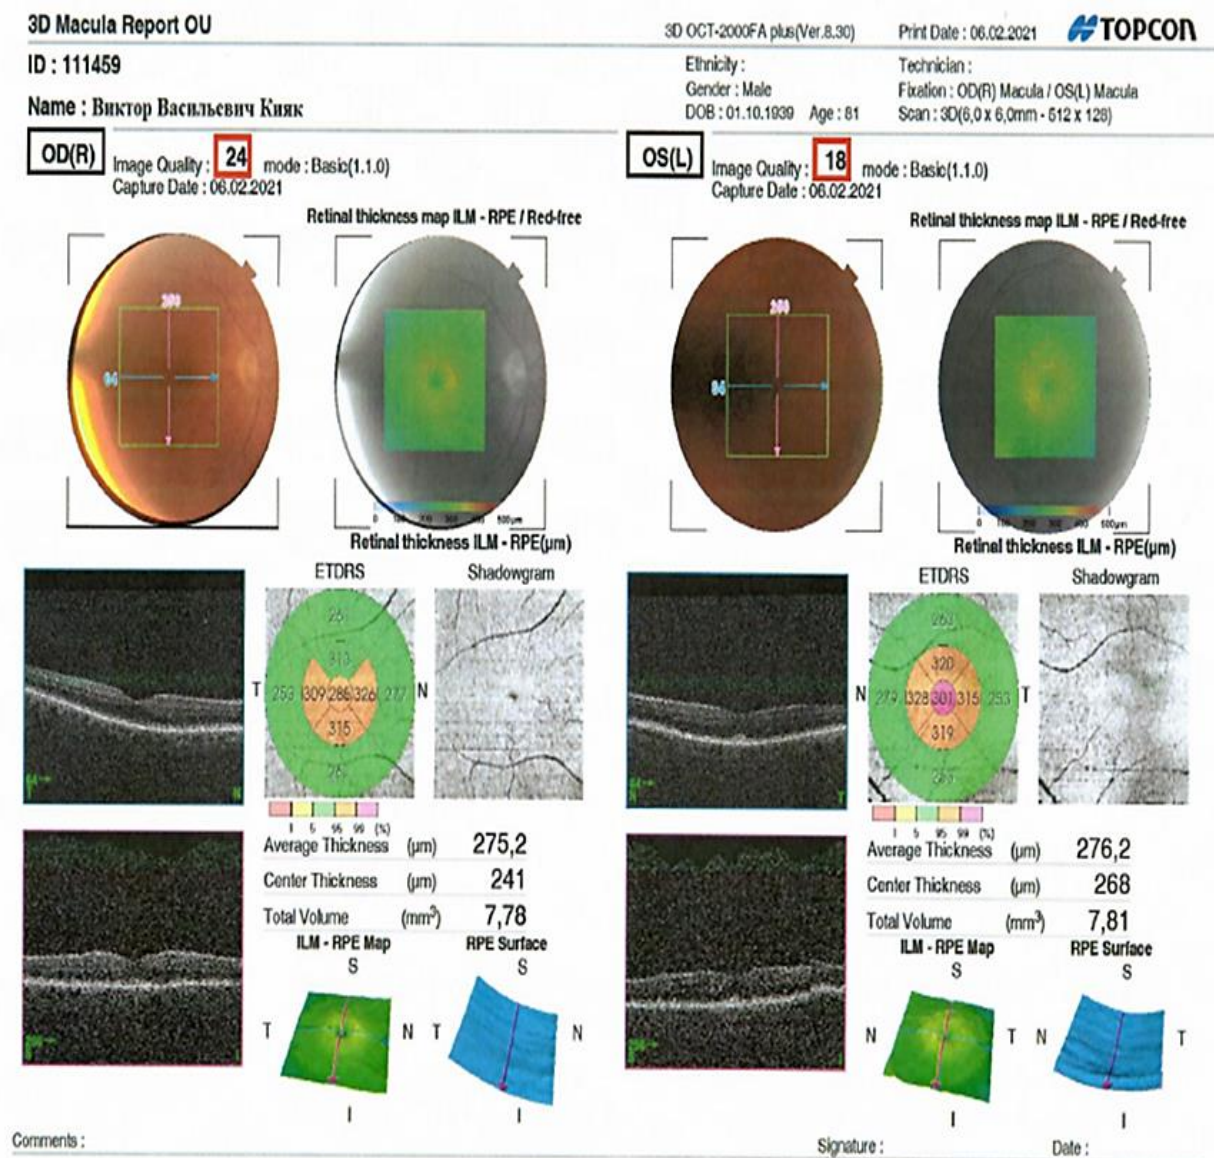 3D Macula Report OU
3D OCT-2000FA plus(Ver.8.30)
Print Date : 06.02.2021
TOPCON
ID : 111459
Ethnicity :
Technician :
Gender : Male
Fixation : OD(R) Macula / OS(L) Macula
Name : Виктор Васильевич Кияк
DOB : 01.10.1939 Age : 81
Scan : 3D(6,0 x 6,0mm - 512 x 128)
OD(R)
Image Quality : 24 mode : Basic(1.1.0)
Capture Date : 06.02.2021
Retinal thickness map ILM - RPE / Red-free
Retinal thickness ILM - RPE(µm)
ETDRS
Shadowgram
T
313
253 309 286 326 277
N
315
1 5 95 99 (%)
Average Thickness (µm) 275,2
Center Thickness (µm) 241
Total Volume (mm³) 7,78
ILM - RPE Map
RPE Surface
S
S
T
N
T
N
I
I
OS(L)
Image Quality : 18 mode : Basic(1.1.0)
Capture Date : 06.02.2021
Retinal thickness map ILM - RPE / Red-free
500µm
Retinal thickness ILM - RPE(µm)
ETDRS
Shadowgram
320
N
279 328 301 315 253
T
319
1 5 95 99 (%)
Average Thickness (µm) 276,2
Center Thickness (µm) 268
Total Volume (mm³) 7,81
ILM - RPE Map
RPE Surface
S
S
N
T
N
T
I
I
Comments :
Signature :
Date :